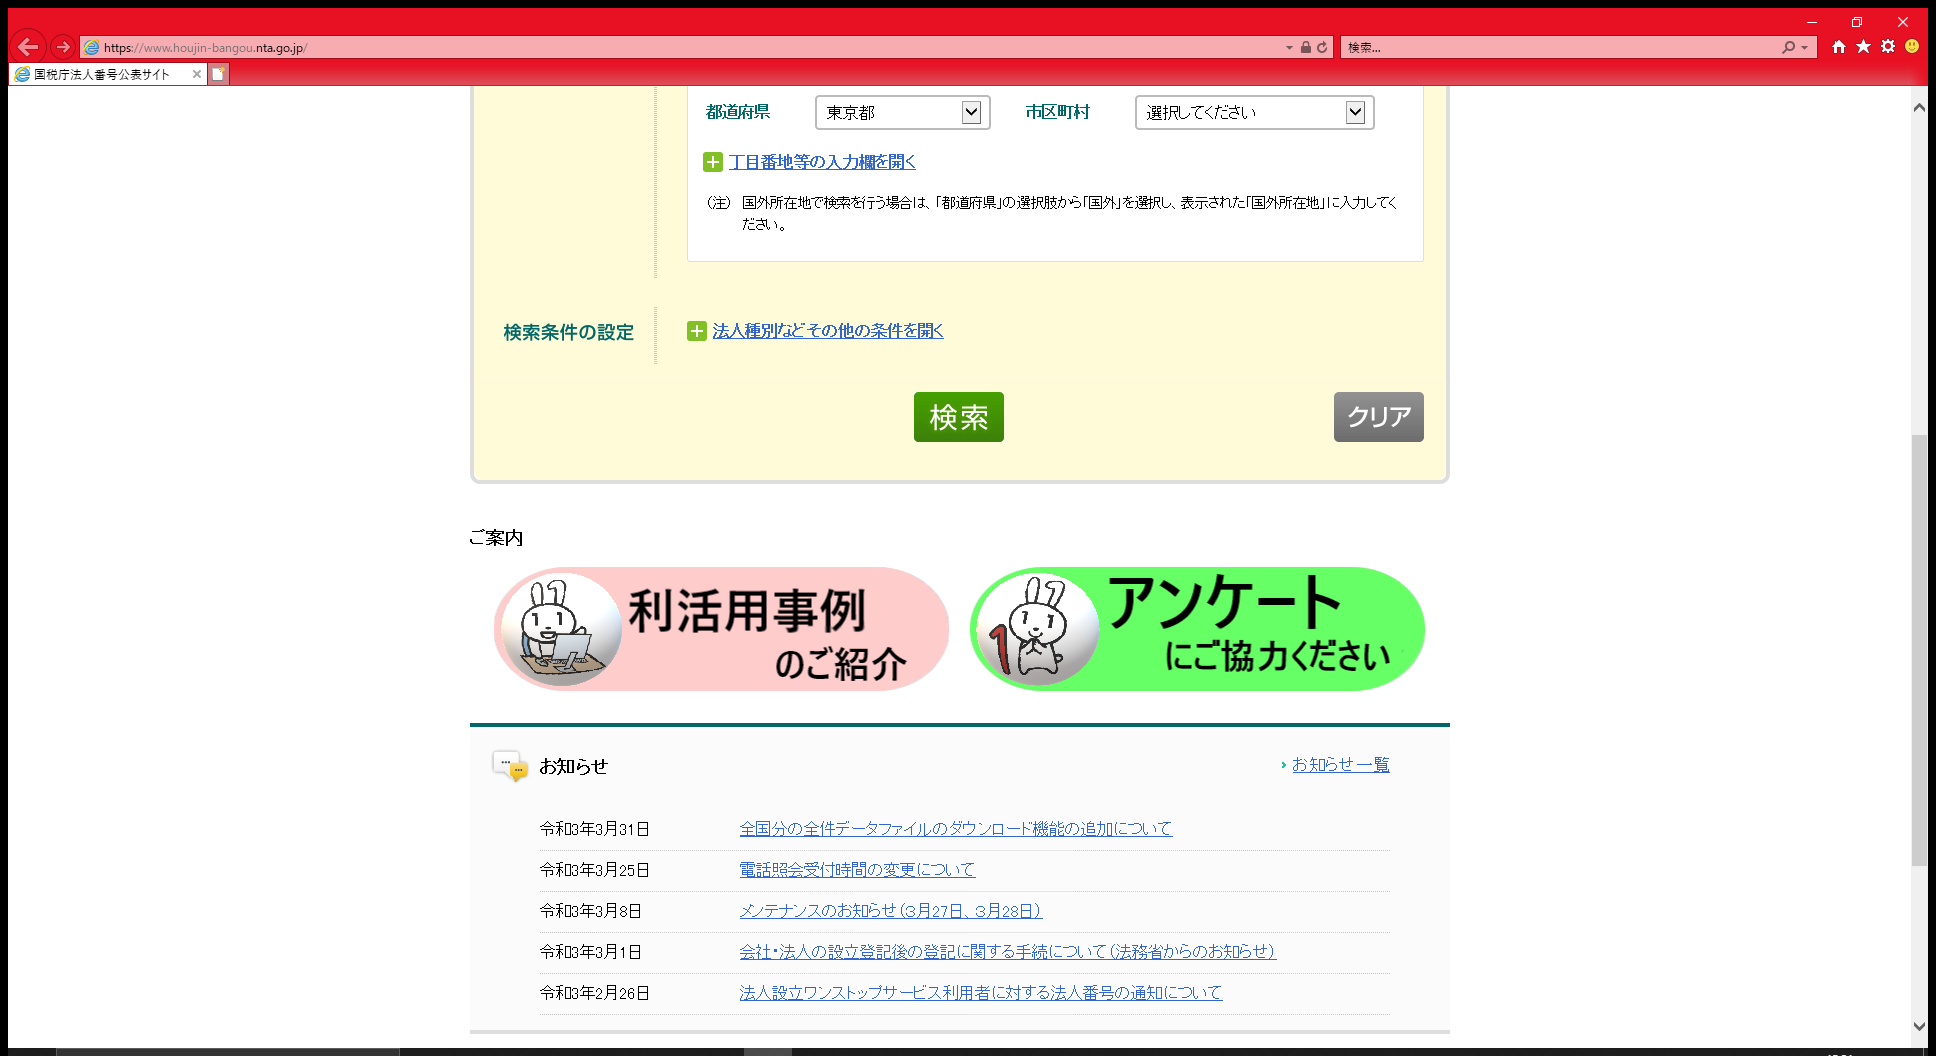 https://www.houjin-bangou.nta.go.jp/
検索...
国税庁法人番号公表サイト
都道府県 東京都 市区町村 選択してください
丁目番地等の入力欄を開く
（注） 国外所在地で検索を行う場合は、「都道府県」の選択肢から「国外」を選択し、表示された「国外所在地」に入力してく
ださい。
検索条件の設定 法人種別などその他の条件を開く
検索 クリア
ご案内
利活用事例
のご紹介
アンケート
にご協力ください
お知らせ お知らせ一覧
令和3年3月31日 全国分の全件データファイルのダウンロード機能の追加について
令和3年3月25日 電話照会受付時間の変更について
令和3年3月8日 メンテナンスのお知らせ（３月27日、３月28日）
令和3年3月1日 会社・法人の設立登記後の登記に関する手続について（法務省からのお知らせ）
令和3年2月26日 法人設立ワンストップサービス利用者に対する法人番号の通知について